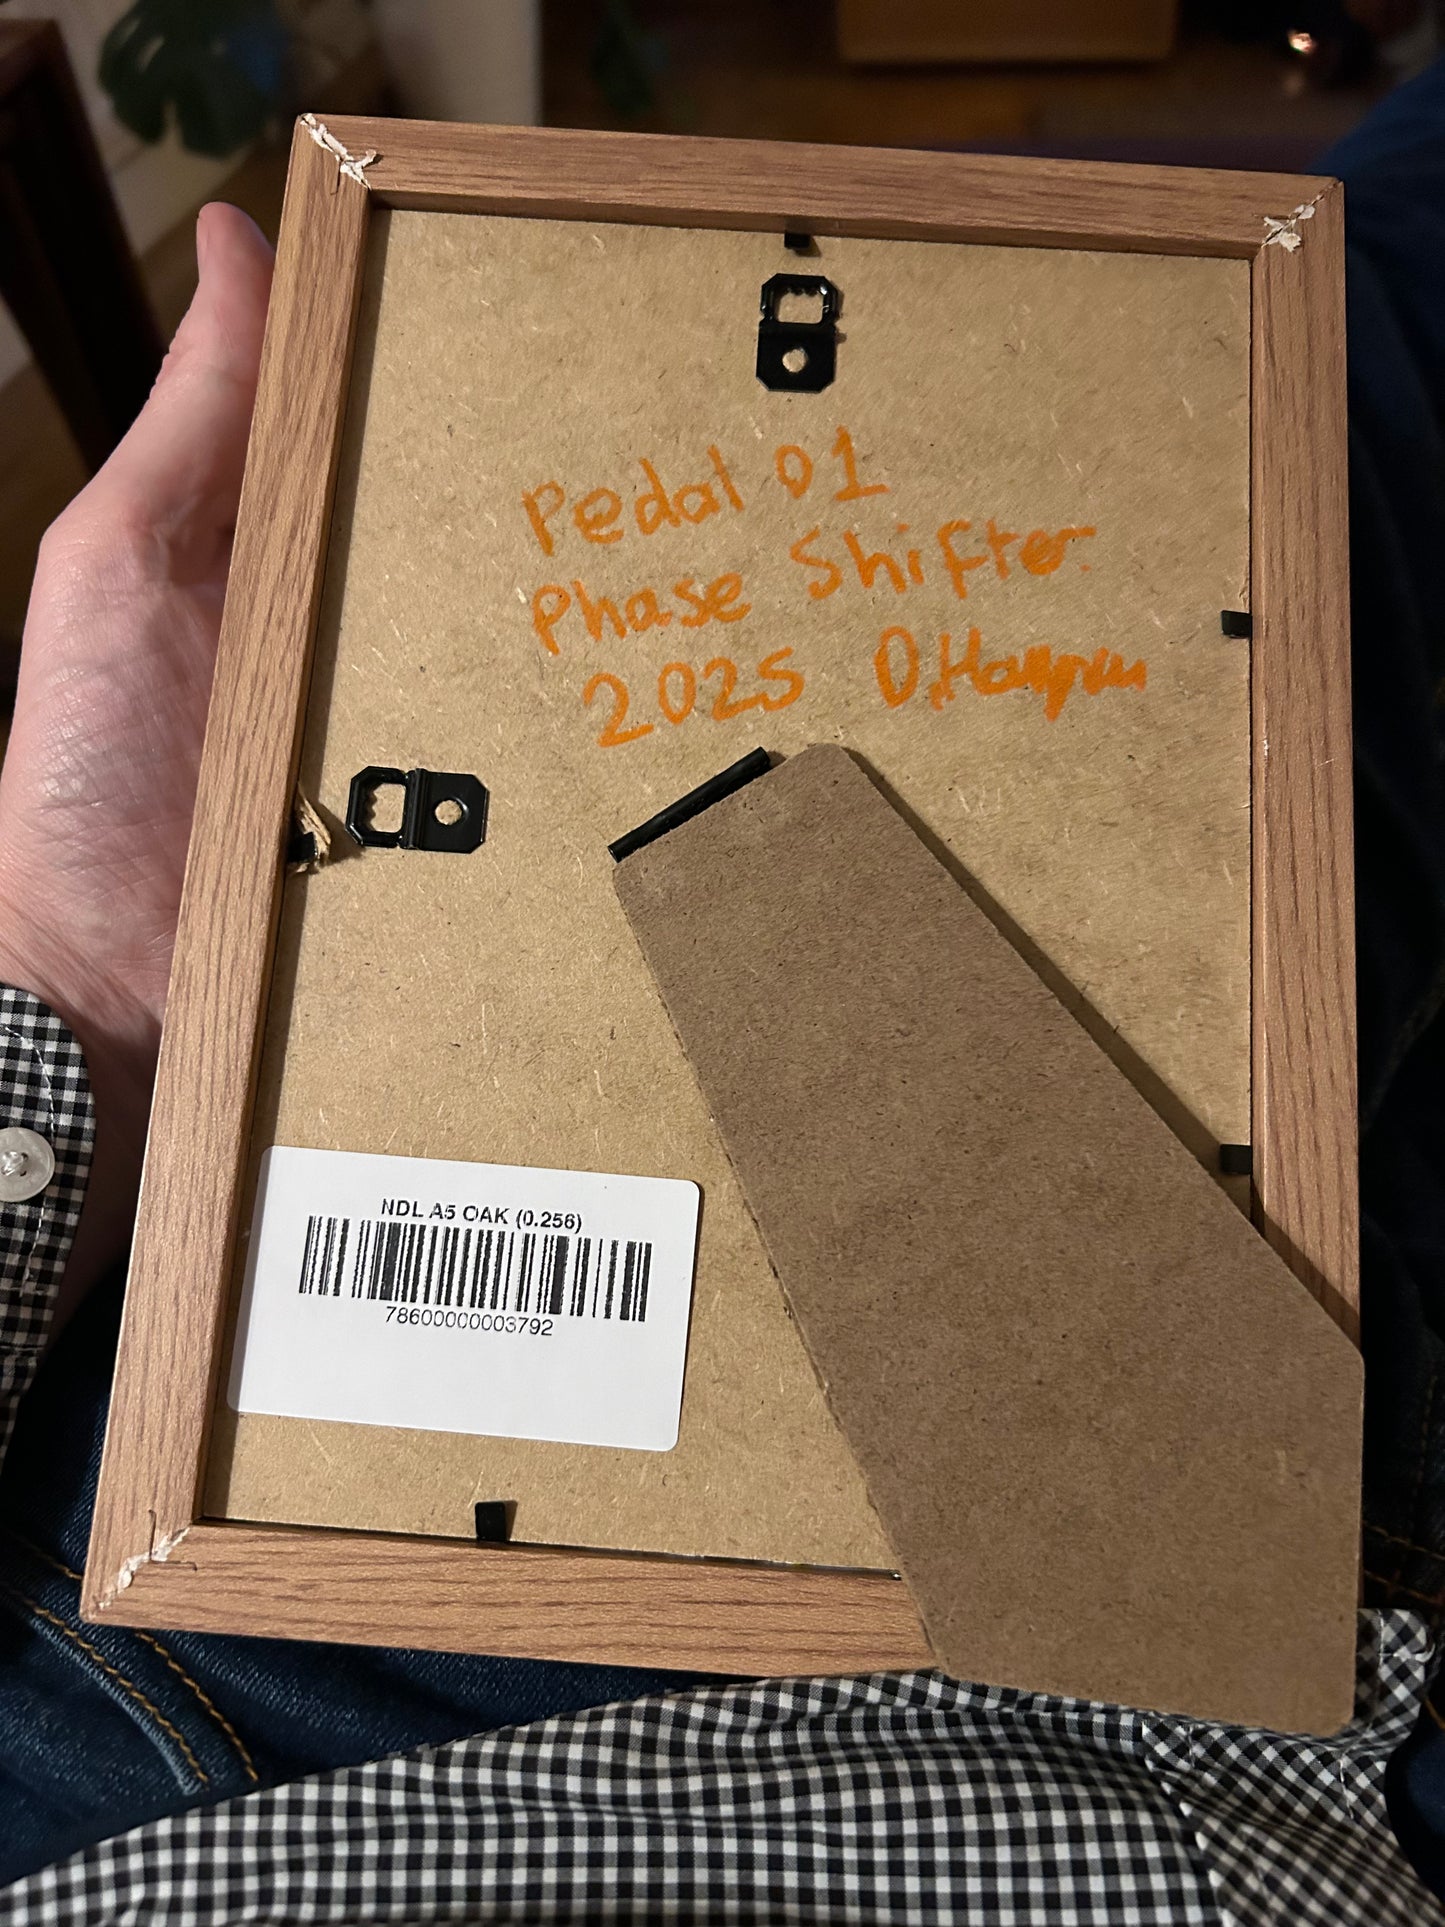 Pedal 01
Phase Shifter
2025 O.
NDL A5 OAK (0.256)
78600000003792